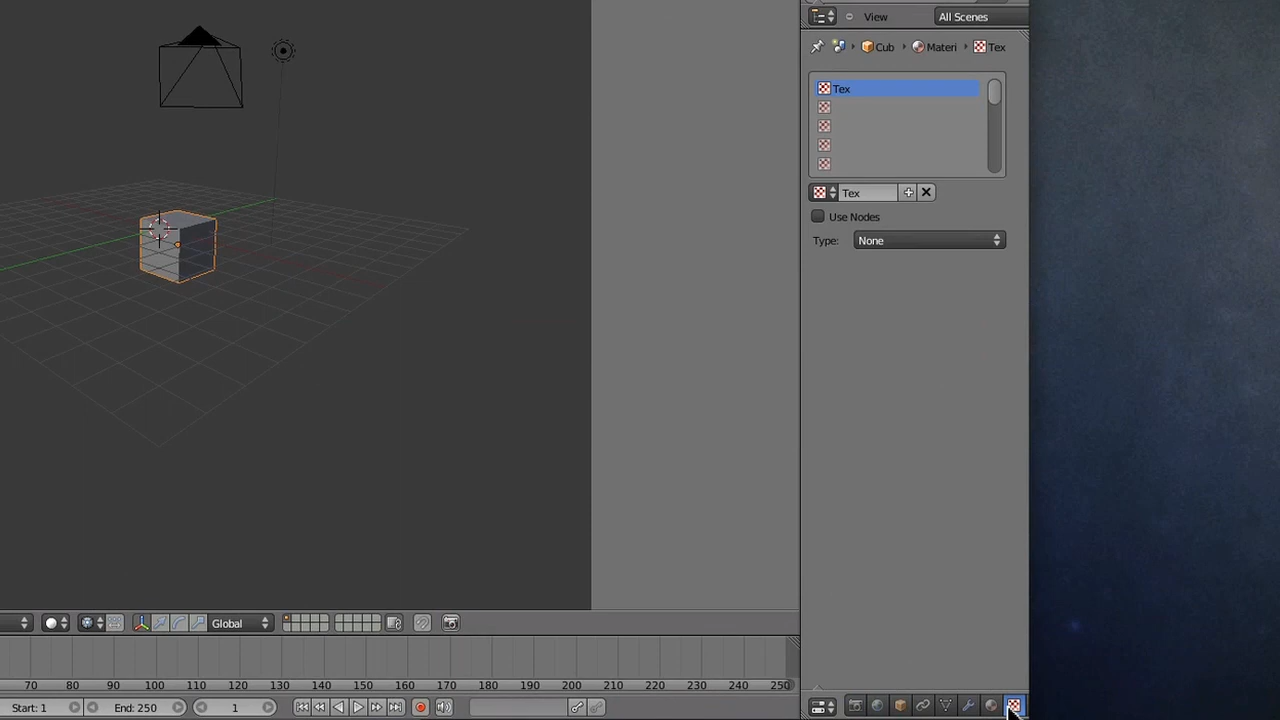 View All Scenes
Cub Materi Tex
Tex
Tex
Use Nodes
Type: None
Global
70 80 90 100 110 120 130 140 150 160 170 180 190 200 210 220 230 240 250
Start: 1 End: 250 1